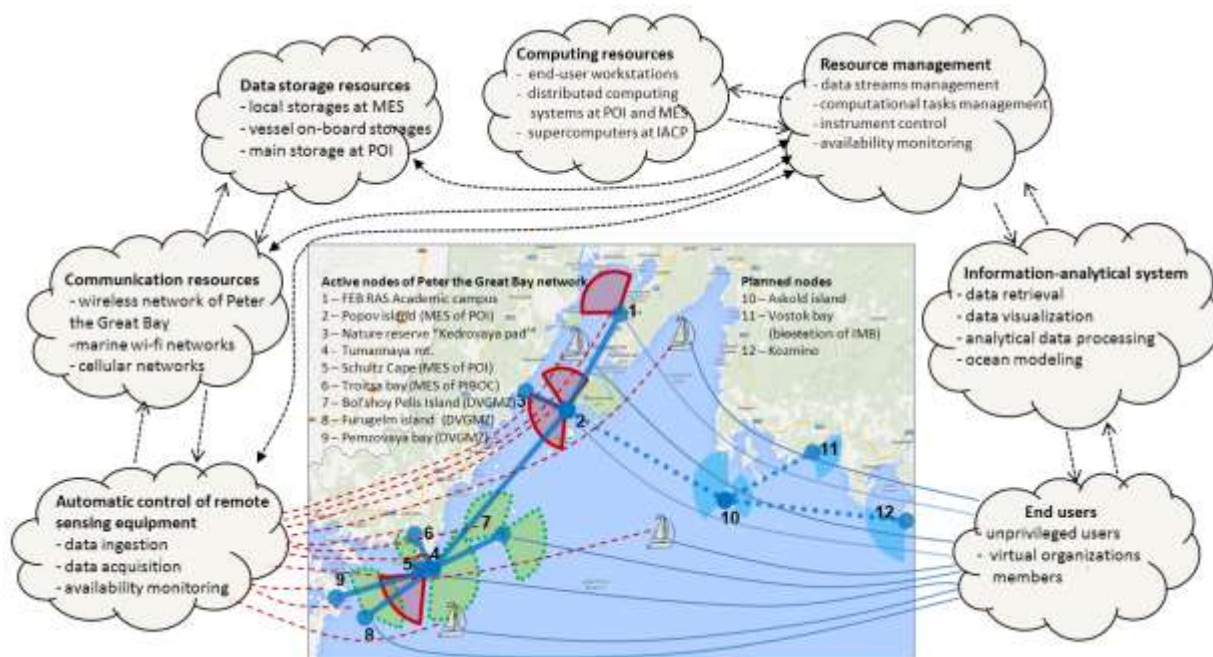 Computing resources
- end-user workstations
- distributed computing
systems at POI and MES
- supercomputers at IACP
Resource management
- data streams management
- computational tasks management
- instrument control
- availability monitoring
Data storage resources
- local storages at MES
- vessel on-board storages
- main storage at POI
Communication resources
- wireless network of Peter
the Great Bay
- marine wi-fi networks
- cellular networks
Active nodes of Peter the Great Bay network
1 – FEB RAS Academic campus
2 – Popov island (MES of POI)
3 – Nature reserve "Kedrovaya pad'"
4 – Tumannaya mt.
5 – Schultz Cape (MES of POI)
6 – Troitsa bay (MES of PIBOC)
7 – Bol'shoy Pelis Island (DVGMZ)
8 – Furugelm island (DVGMZ)
9 – Pemzovaya bay (DVGMZ)
Planned nodes
10 – Askold island
11 – Vostok bay
(biostation of IMB)
12 – Kozmino
Information-analytical system
- data retrieval
- data visualization
- analytical data processing
- ocean modeling
Automatic control of remote
sensing equipment
- data ingestion
- data acquisition
- availability monitoring
End users
- unprivileged users
- virtual organizations
members
1
3
2
11
10
12
7
6
4
5
9
8